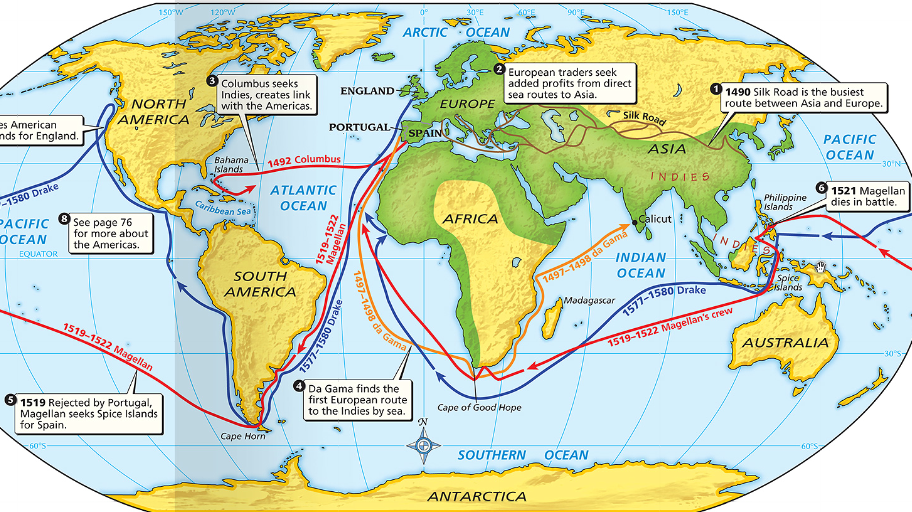 150°W
120°W
0°
60°E
90°E
150°E
ARCTIC OCEAN
3 Columbus seeks
Indies, creates link
with the Americas.
2 European traders seek
added profits from direct
sea routes to Asia.
1 1490 Silk Road is the busiest
route between Asia and Europe.
ENGLAND
EUROPE
NORTH
AMERICA
Silk Road
es American
nds for England.
PORTUGAL
SPAIN
ASIA
PACIFIC
OCEAN
30°N
Bahama
Islands
1492 Columbus
INDIES
7–1580 Drake
Caribbean Sea
ATLANTIC
OCEAN
Philippine
Islands
6 1521 Magellan
dies in battle.
PACIFIC
OCEAN
8 See page 76
for more about
the Americas.
AFRICA
Calicut
1519–1522
Magellan
1497–1498 da Gama
INDIAN
OCEAN
INDIES
EQUATOR
SOUTH
AMERICA
1497–1498 da Gama
Spice
Islands
1577–1580 Drake
Madagascar
1577–1580 Drake
1519–1522 Magellan's crew
1519–1522 Magellan
AUSTRALIA
30°S
4 Da Gama finds the
first European route
to the Indies by sea.
5 1519 Rejected by Portugal,
Magellan seeks Spice Islands
for Spain.
Cape of Good Hope
N
Cape Horn
60°S
60°S
SOUTHERN OCEAN
ANTARCTICA